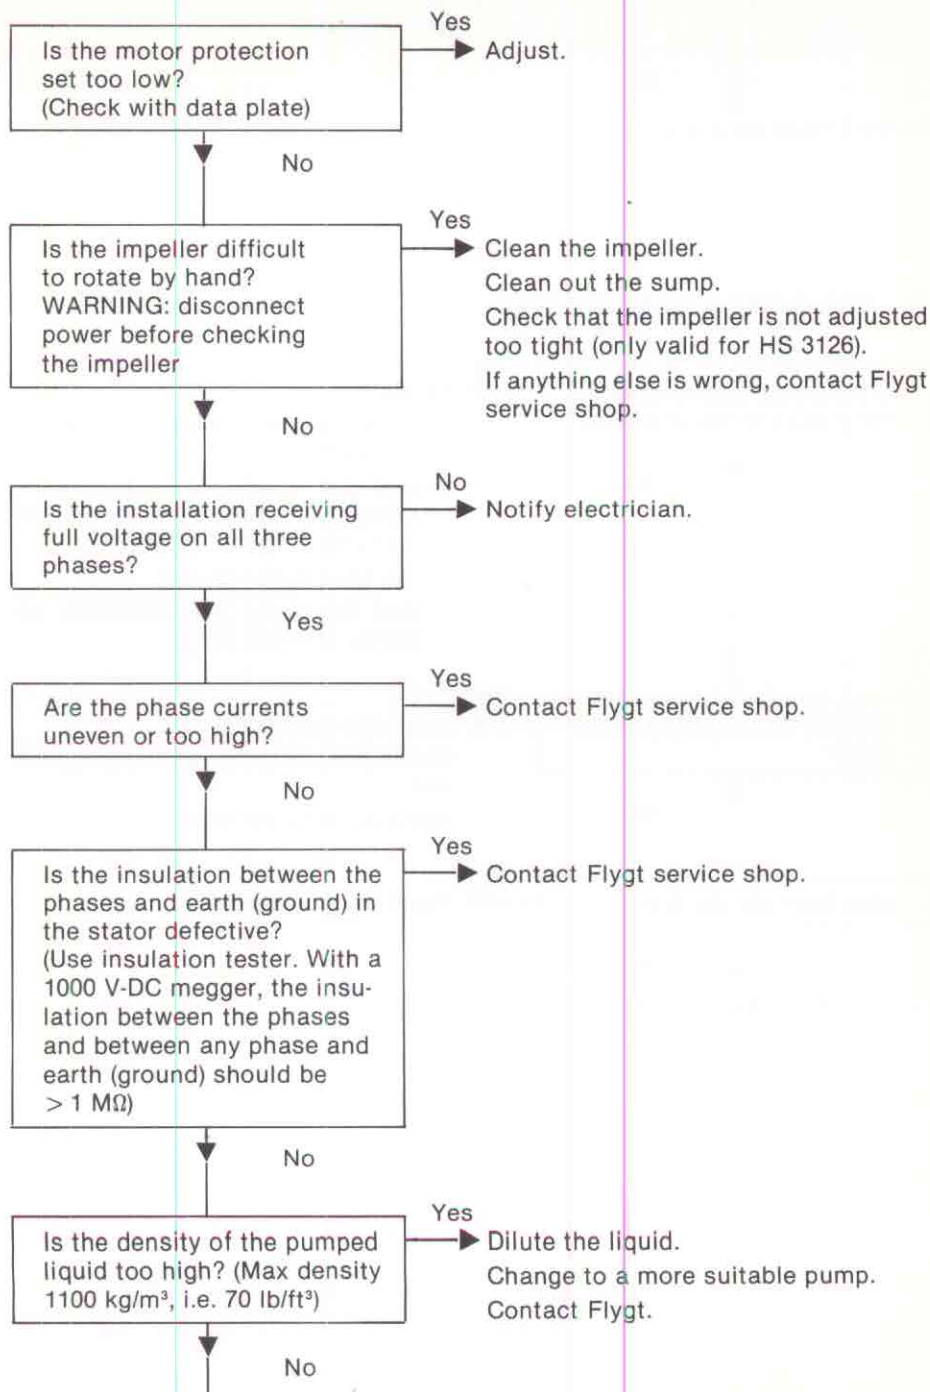 Yes
Is the motor protection
set too low?
(Check with data plate)
Adjust.
No
Yes
Is the impeller difficult
to rotate by hand?
WARNING: disconnect
power before checking
the impeller
Clean the impeller.
Clean out the sump.
Check that the impeller is not adjusted
too tight (only valid for HS 3126).
If anything else is wrong, contact Flygt
service shop.
No
No
Is the installation receiving
full voltage on all three
phases?
Notify electrician.
Yes
Yes
Are the phase currents
uneven or too high?
Contact Flygt service shop.
No
Yes
Is the insulation between the
phases and earth (ground) in
the stator defective?
(Use insulation tester. With a
1000 V-DC megger, the insu-
lation between the phases
and between any phase and
earth (ground) should be
> 1 MΩ)
Contact Flygt service shop.
No
Yes
Is the density of the pumped
liquid too high? (Max density
1100 kg/m³, i.e. 70 lb/ft³)
Dilute the liquid.
Change to a more suitable pump.
Contact Flygt.
No